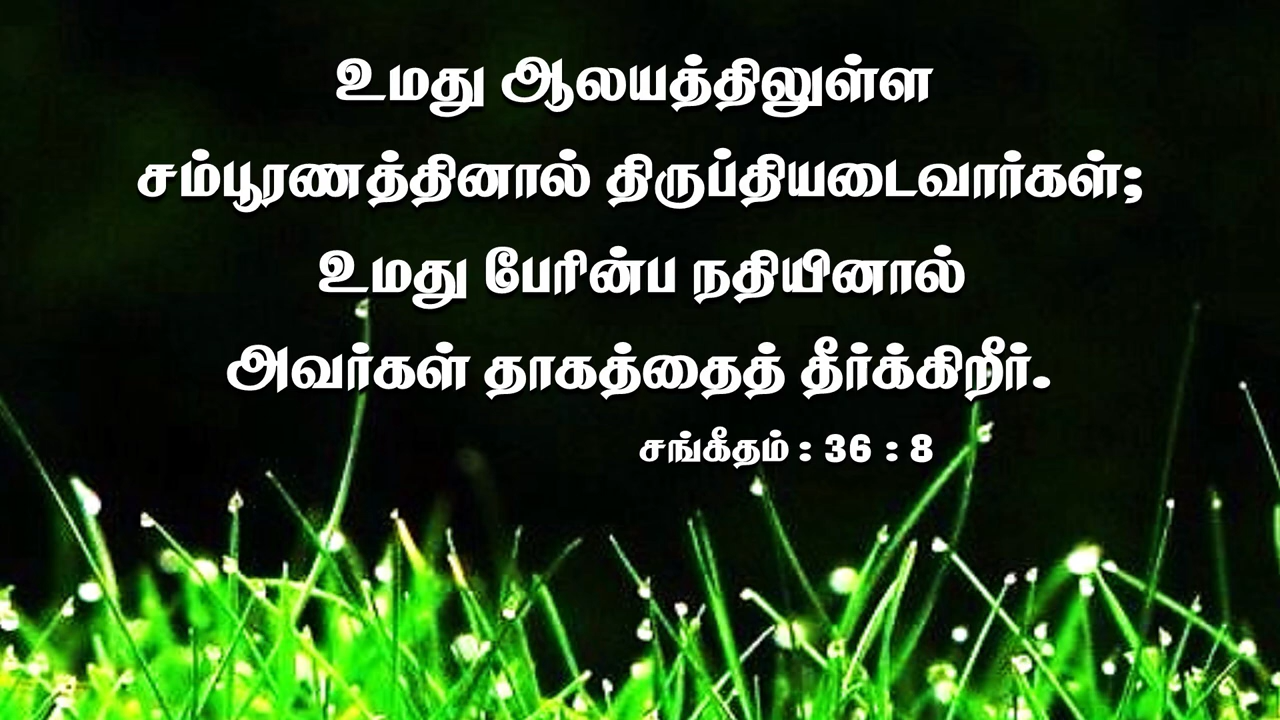 உமது ஆலயத்திலுள்ள
சம்பூரணத்தினால் திருப்தியடைவார்கள்;
உமது பேரின்ப நதியினால்
அவர்கள் தாகத்தைத் தீர்க்கிறீர்.
சங்கீதம் : 36 : 8